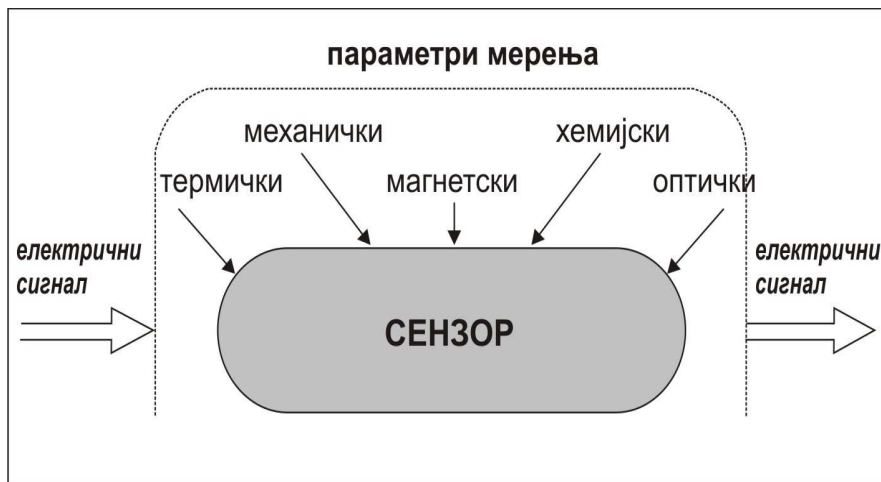 параметри мерења
механички
хемијски
термички
магнетски
оптички
електрични
сигнал
електрични
сигнал
СЕНЗОР